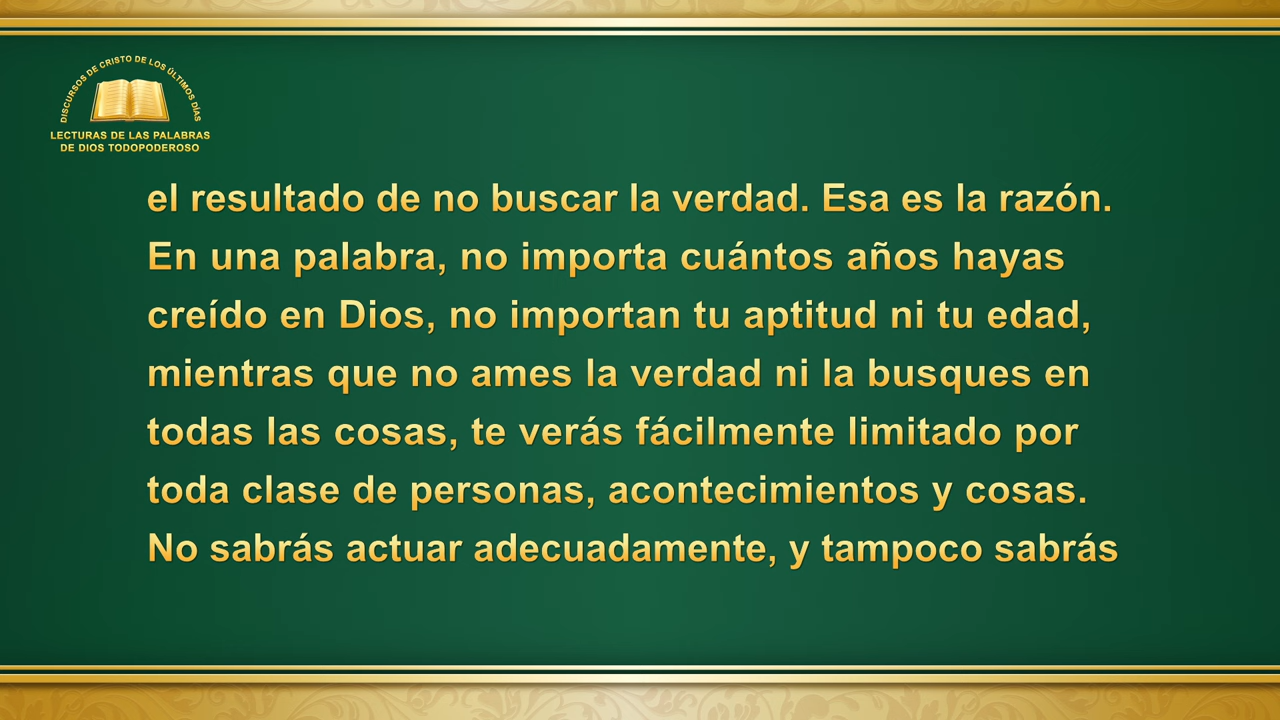 DISCURSOS DE CRISTO DE LOS ÚLTIMOS DÍAS
LECTURAS DE LAS PALABRAS
DE DIOS TODOPODEROSO
el resultado de no buscar la verdad. Esa es la razón.
En una palabra, no importa cuántos años hayas
creído en Dios, no importan tu aptitud ni tu edad,
mientras que no ames la verdad ni la busques en
todas las cosas, te verás fácilmente limitado por
toda clase de personas, acontecimientos y cosas.
No sabrás actuar adecuadamente, y tampoco sabrás